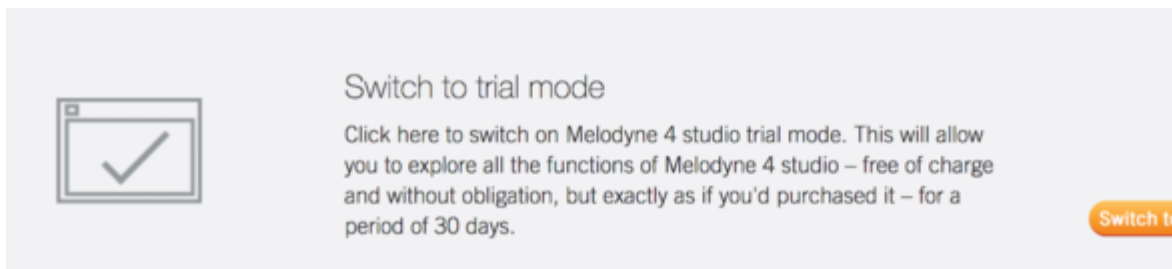 Switch to trial mode
Click here to switch on Melodyne 4 studio trial mode. This will allow
you to explore all the functions of Melodyne 4 studio – free of charge
and without obligation, but exactly as if you'd purchased it – for a
period of 30 days.
Switch